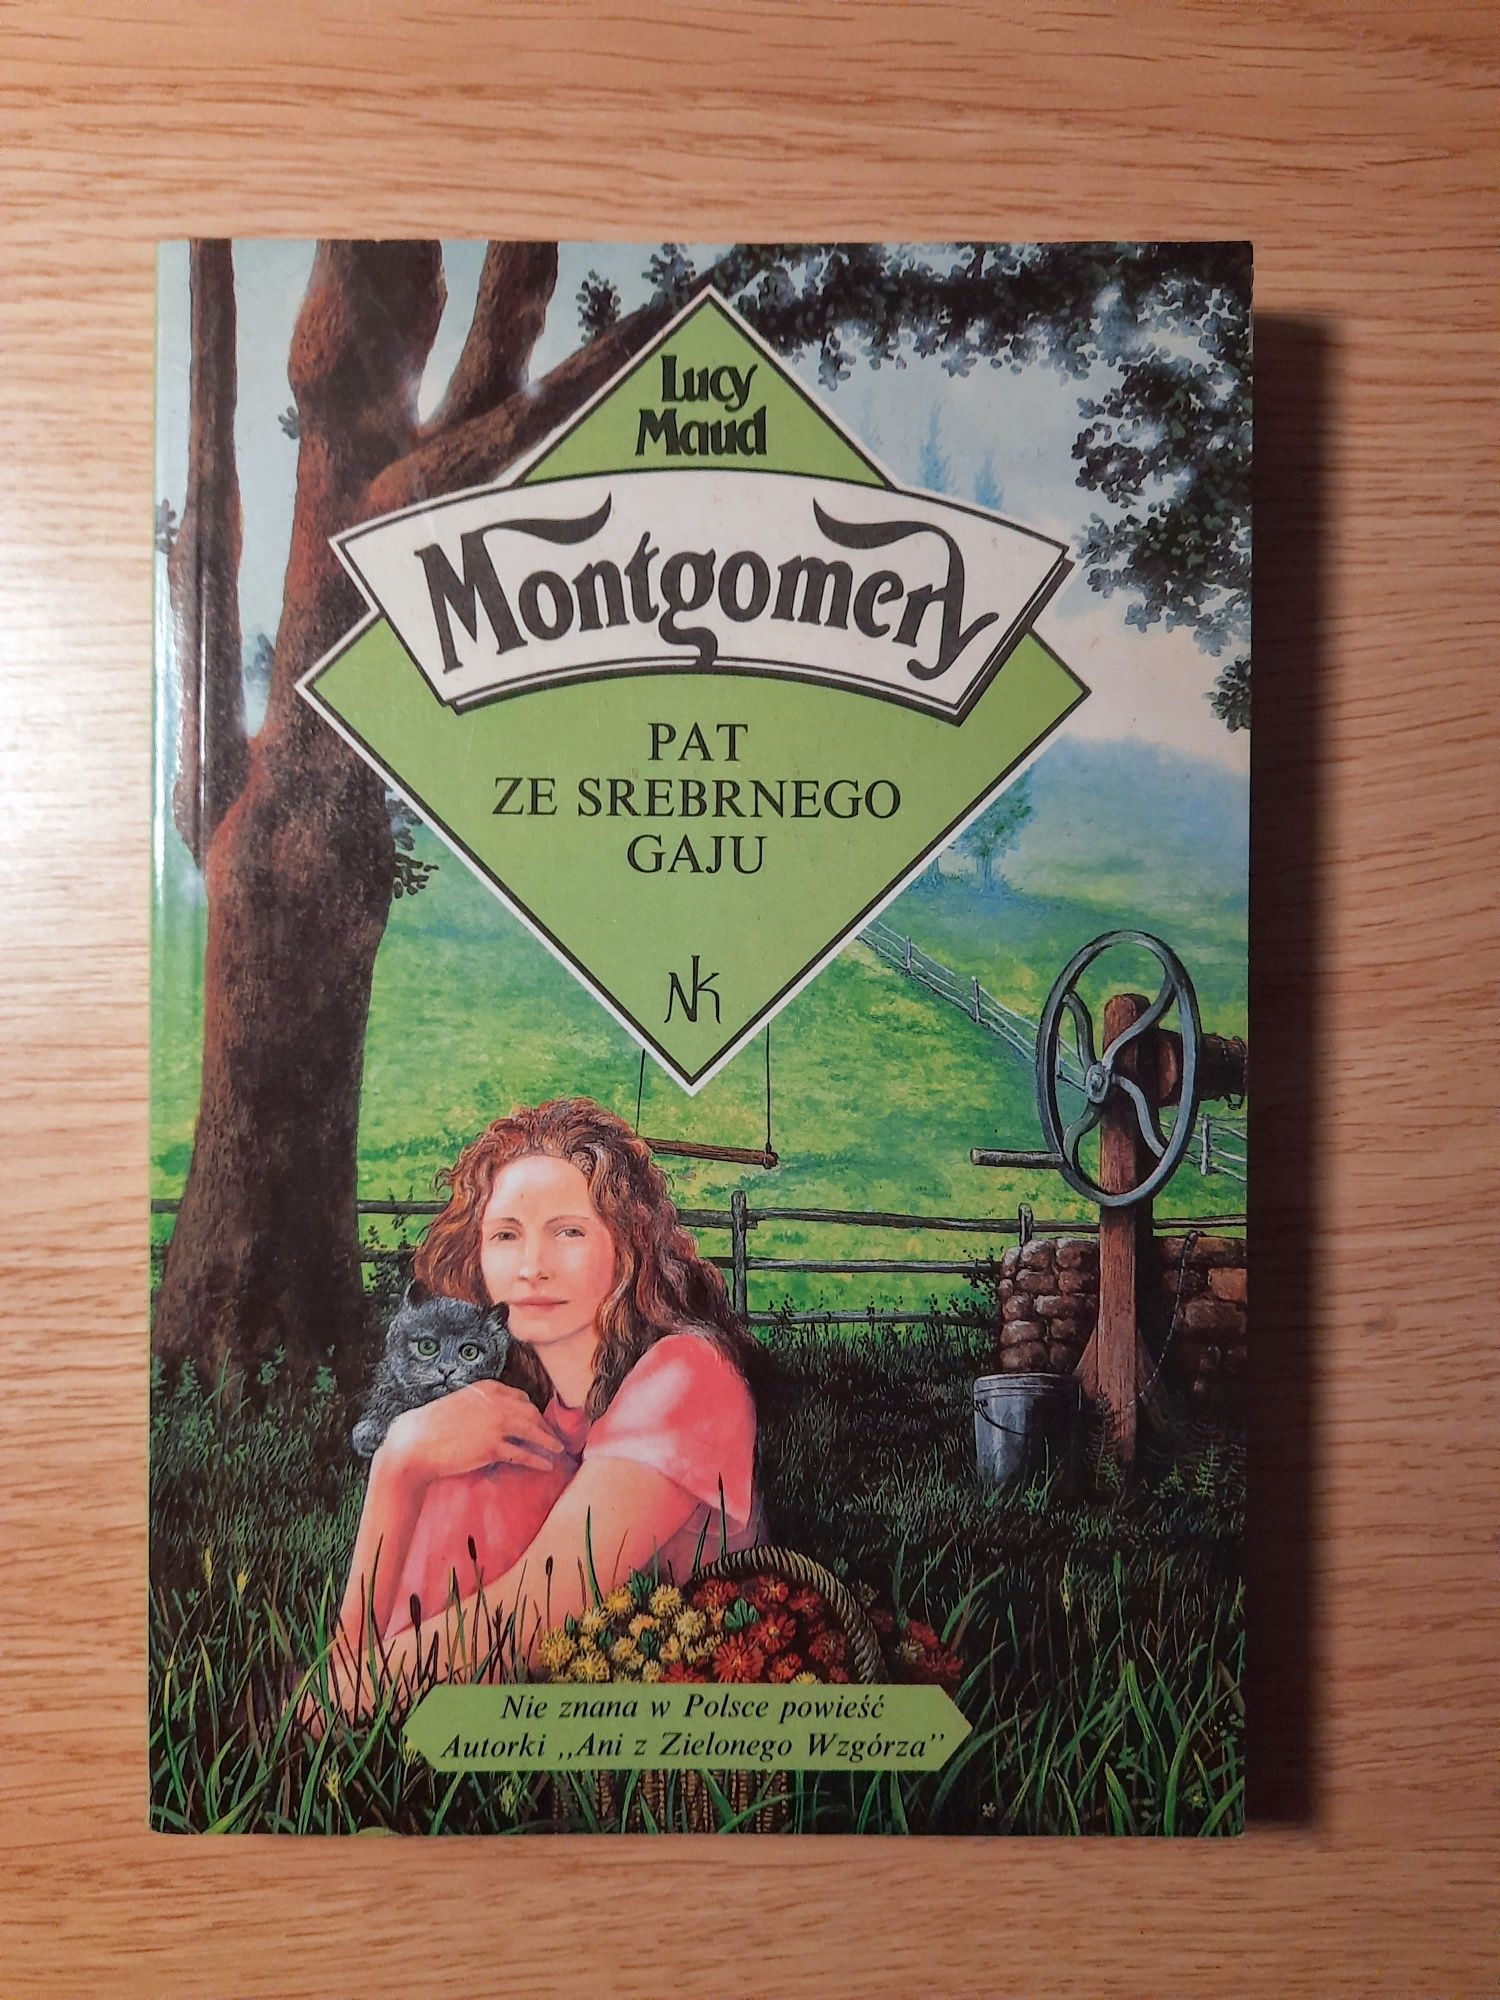 Lucy
Maud
Montgomery
PAT
ZE SREBRNEGO
GAJU
NK
Nie znana w Polsce powieść
Autorki „Ani z Zielonego Wzgórza”